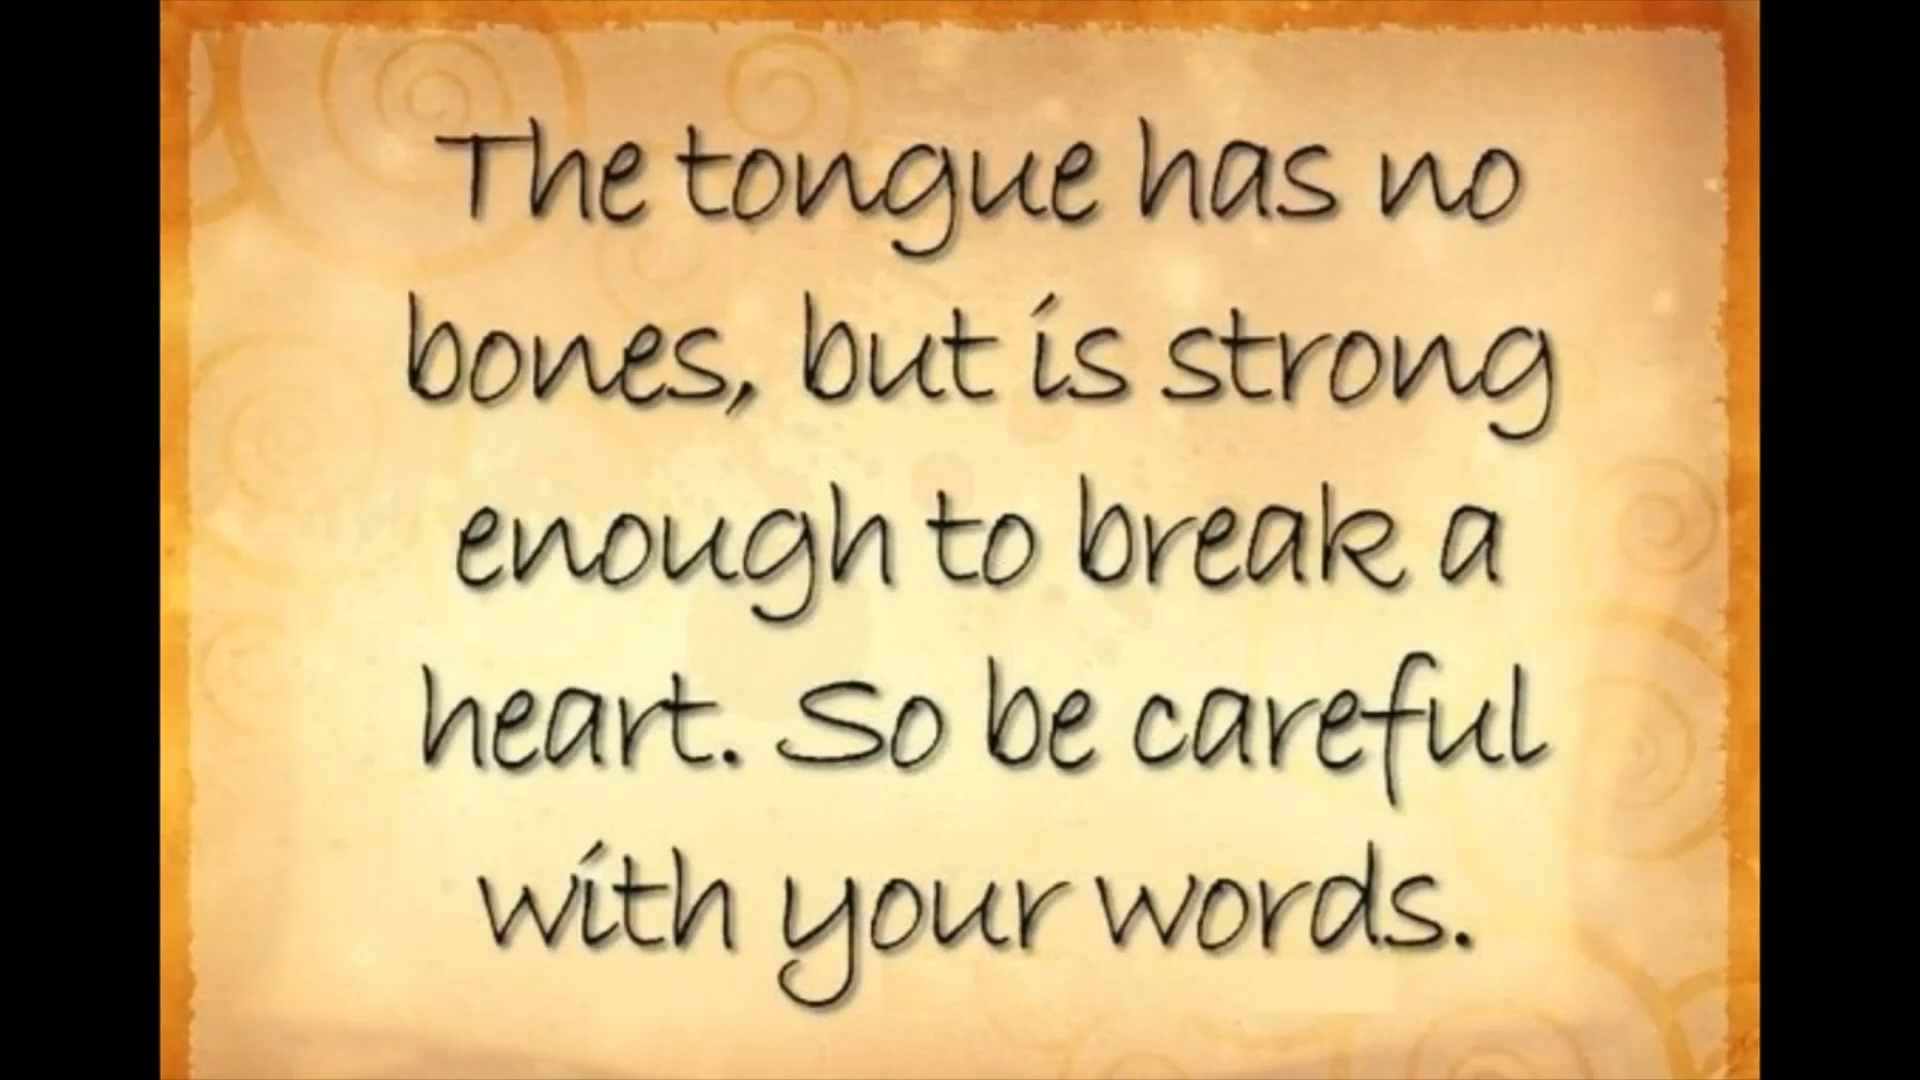 The tongue has no
bones, but is strong
enough to break a
heart. So be careful
with your words.